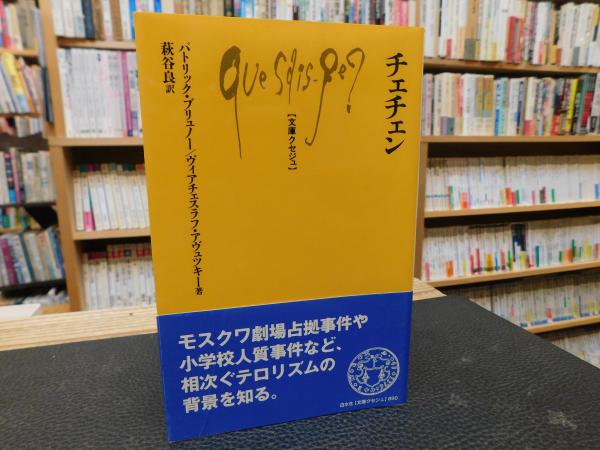 チェチェン
Que sais-je?
【文庫クセジュ】
パトリック・ブリュノー／ヴィアチェスラフ・アヴュツキー著
萩谷良訳
モスクワ劇場占拠事件や
小学校人質事件など、
相次ぐテロリズムの
背景を知る。
白水社【文庫クセジュ】890